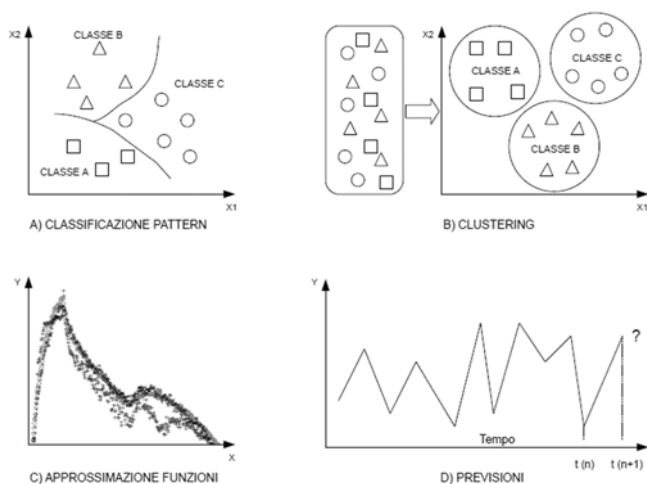 X2
CLASSE B
CLASSE C
CLASSE A
X1
A) CLASSIFICAZIONE PATTERN
X2
CLASSE A
CLASSE C
CLASSE B
X1
B) CLUSTERING
Y
X
C) APPROSSIMAZIONE FUNZIONI
Y
?
Tempo
t (n) t (n+1)
D) PREVISIONI